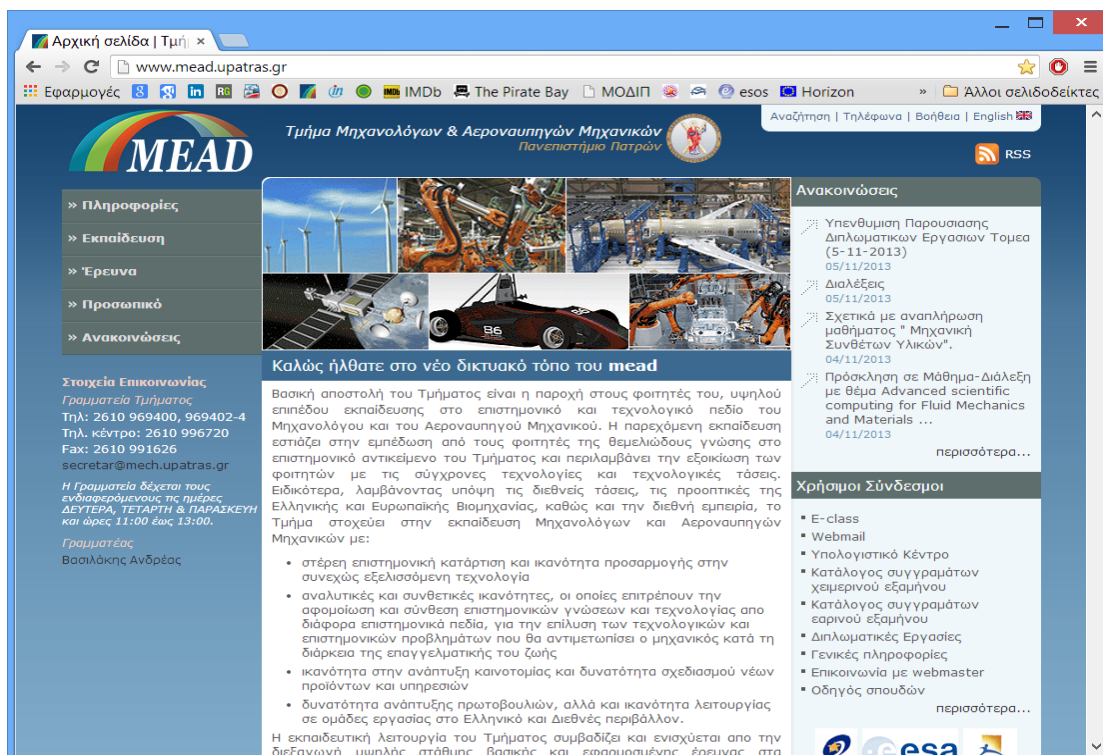 Αρχική σελίδα | Τμή
www.mead.upatras.gr
Εφαρμογές
IMDb
The Pirate Bay
ΜΟΔΙΠ
esos
Horizon
»
Άλλοι σελιδοδείκτες
MEAD
Τμήμα Μηχανολόγων & Αεροναυπηγών Μηχανικών
Πανεπιστήμιο Πατρών
Αναζήτηση | Τηλέφωνα | Βοήθεια | English
RSS
» Πληροφορίες
» Εκπαίδευση
» Έρευνα
» Προσωπικό
» Ανακοινώσεις
Στοιχεία Επικοινωνίας
Γραμματεία Τμήματος
Τηλ: 2610 969400, 969402-4
Τηλ. κέντρο: 2610 996720
Fax: 2610 991626
secretar@mech.upatras.gr
Η Γραμματεία δέχεται τους
ενδιαφερόμενους τις ημέρες
ΔΕΥΤΕΡΑ, ΤΕΤΑΡΤΗ & ΠΑΡΑΣΚΕΥΗ
και ώρες 11:00 έως 13:00.
Γραμματέας
Βασιλάκης Ανδρέας
B6
Καλώς ήλθατε στο νέο δικτυακό τόπο του mead
Βασική αποστολή του Τμήματος είναι η παροχή στους φοιτητές του, υψηλού
επιπέδου εκπαίδευσης στο επιστημονικό και τεχνολογικό πεδίο του
Μηχανολόγου και του Αεροναυπηγού Μηχανικού. Η παρεχόμενη εκπαίδευση
εστιάζει στην εμπέδωση από τους φοιτητές της θεμελιώδους γνώσης στο
επιστημονικό αντικείμενο του Τμήματος και περιλαμβάνει την εξοικίωση των
φοιτητών με τις σύγχρονες τεχνολογίες και τεχνολογικές τάσεις.
Ειδικότερα, λαμβάνοντας υπόψη τις διεθνείς τάσεις, τις προοπτικές της
Ελληνικής και Ευρωπαϊκής Βιομηχανίας, καθώς και την διεθνή εμπειρία, το
Τμήμα στοχεύει στην εκπαίδευση Μηχανολόγων και Αεροναυπηγών
Μηχανικών με:
• στέρεη επιστημονική κατάρτιση και ικανότητα προσαρμογής στην
συνεχώς εξελισσόμενη τεχνολογία
• αναλυτικές και συνθετικές ικανότητες, οι οποίες επιτρέπουν την
αφομοίωση και σύνθεση επιστημονικών γνώσεων και τεχνολογίας απο
διάφορα επιστημονικά πεδία, για την επίλυση των τεχνολογικών και
επιστημονικών προβλημάτων που θα αντιμετωπίσει ο μηχανικός κατά τη
διάρκεια της επαγγελματικής του ζωής
• ικανότητα στην ανάπτυξη καινοτομίας και δυνατότητα σχεδιασμού νέων
προϊόντων και υπηρεσιών
• δυνατότητα ανάπτυξης πρωτοβουλιών, αλλά και ικανότητα λειτουργίας
σε ομάδες εργασίας στο Ελληνικό και Διεθνές περιβάλλον.
Η εκπαιδευτική λειτουργία του Τμήματος συμβαδίζει και ενισχύεται απο την
διεξαγωγή υψηλής στάθμης βασικής και εφαρμοσμένης έρευνας στα
Ανακοινώσεις
Υπενθυμιση Παρουσιασης
Διπλωματικων Εργασιων Τομεα
(5-11-2013)
05/11/2013
Διαλέξεις
05/11/2013
Σχετικά με αναπλήρωση
μαθήματος " Μηχανική
Συνθέτων Υλικών".
04/11/2013
Πρόσκληση σε Μάθημα-Διάλεξη
με θέμα Advanced scientific
computing for Fluid Mechanics
and Materials ...
04/11/2013
περισσότερα...
Χρήσιμοι Σύνδεσμοι
E-class
Webmail
Υπολογιστικό Κέντρο
Κατάλογος συγγραμάτων
χειμερινού εξαμήνου
Κατάλογος συγγραμάτων
εαρινού εξαμήνου
Διπλωματικές Εργασίες
Γενικές πληροφορίες
Επικοινωνία με webmaster
Οδηγός σπουδών
περισσότερα...
esa